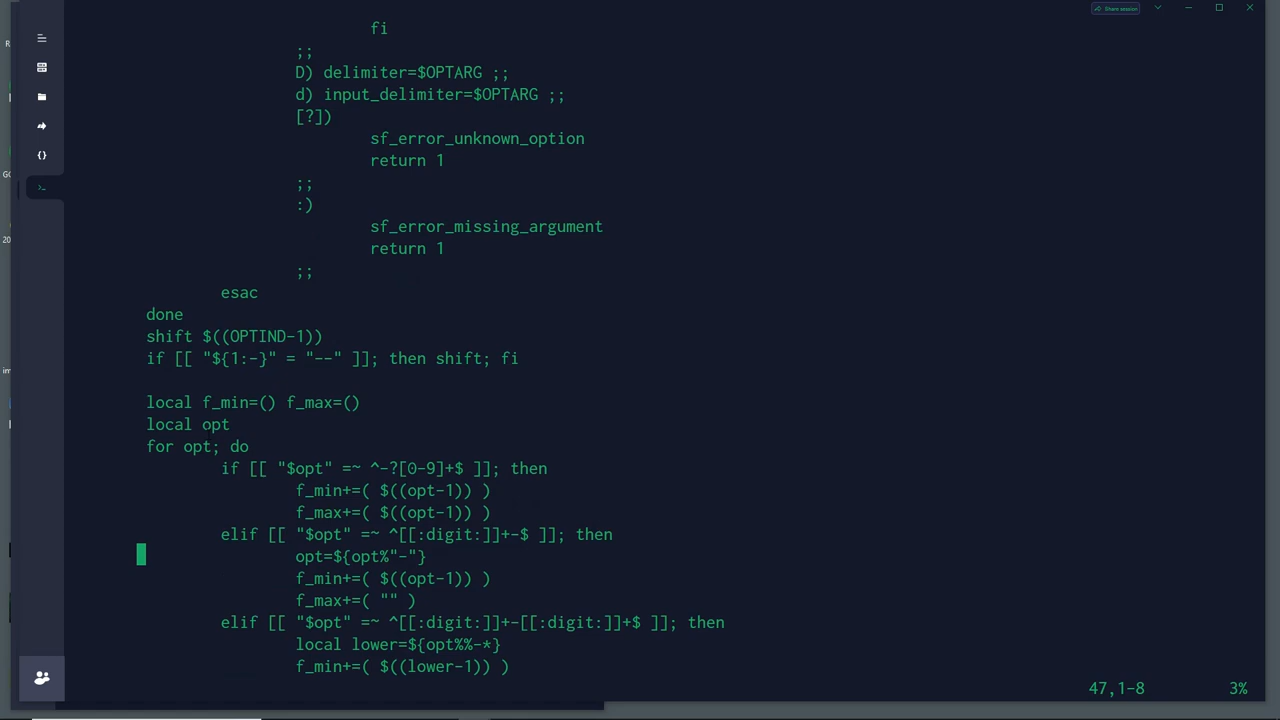 Share session
fi
;;
D) delimiter=$OPTARG ;;
d) input_delimiter=$OPTARG ;;
[?])
sf_error_unknown_option
return 1
;;
:)
sf_error_missing_argument
return 1
;;
esac
done
shift $((OPTIND-1))
if [[ "${1:-}" = "--" ]]; then shift; fi
local f_min=() f_max=()
local opt
for opt; do
if [[ "$opt" =~ ^-?[0-9]+$ ]]; then
f_min+=( $((opt-1)) )
f_max+=( $((opt-1)) )
elif [[ "$opt" =~ ^[[:digit:]]+-$ ]]; then
opt=${opt%"-"}
f_min+=( $((opt-1)) )
f_max+=( "" )
elif [[ "$opt" =~ ^[[:digit:]]+-[[:digit:]]+$ ]]; then
local lower=${opt%%-*}
f_min+=( $((lower-1)) )
47,1-8 3%